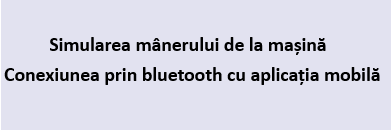 Simularea mânerului de la mașină
Conexiunea prin bluetooth cu aplicația mobilă